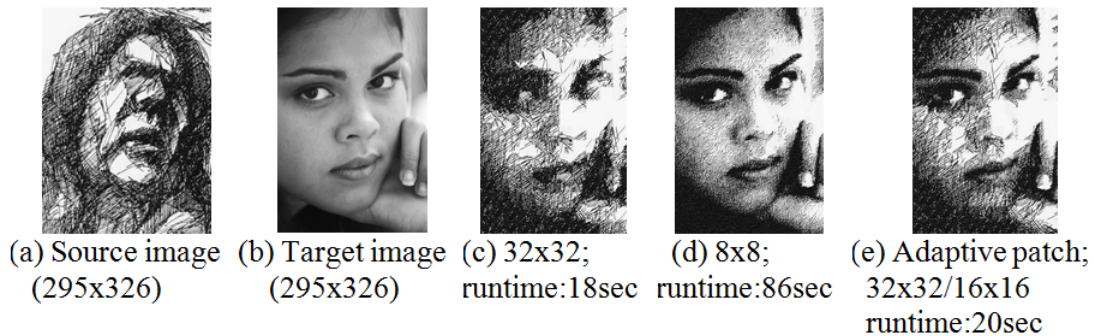 (a) Source image
(295x326)
(b) Target image
(295x326)
(c) 32x32;
runtime:18sec
(d) 8x8;
runtime:86sec
(e) Adaptive patch;
32x32/16x16
runtime:20sec